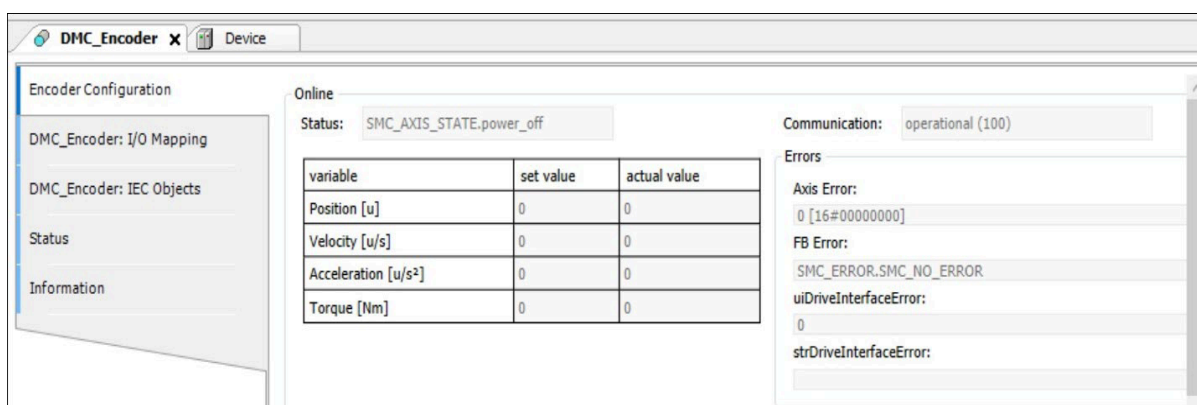 DMC_Encoder X Device
Encoder Configuration
DMC_Encoder: I/O Mapping
DMC_Encoder: IEC Objects
Status
Information
Online
Status: SMC_AXIS_STATE.power_off
variable set value actual value
Position [u] 0 0
Velocity [u/s] 0 0
Acceleration [u/s²] 0 0
Torque [Nm] 0 0
Communication: operational (100)
Errors
Axis Error:
0 [16#00000000]
FB Error:
SMC_ERROR.SMC_NO_ERROR
uiDriveInterfaceError:
0
strDriveInterfaceError: